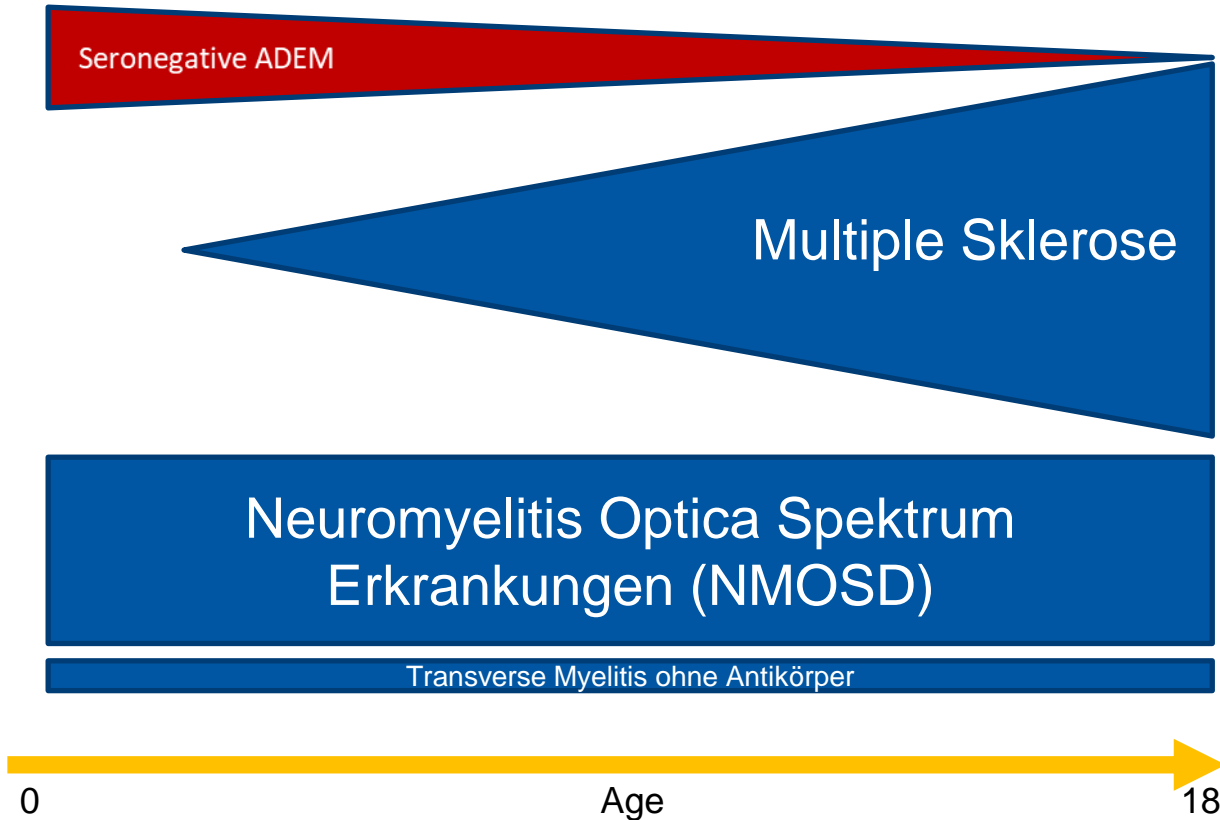 Seronegative ADEM
Multiple Sklerose
Neuromyelitis Optica Spektrum
Erkrankungen (NMOSD)
Transverse Myelitis ohne Antikörper
0 Age 18